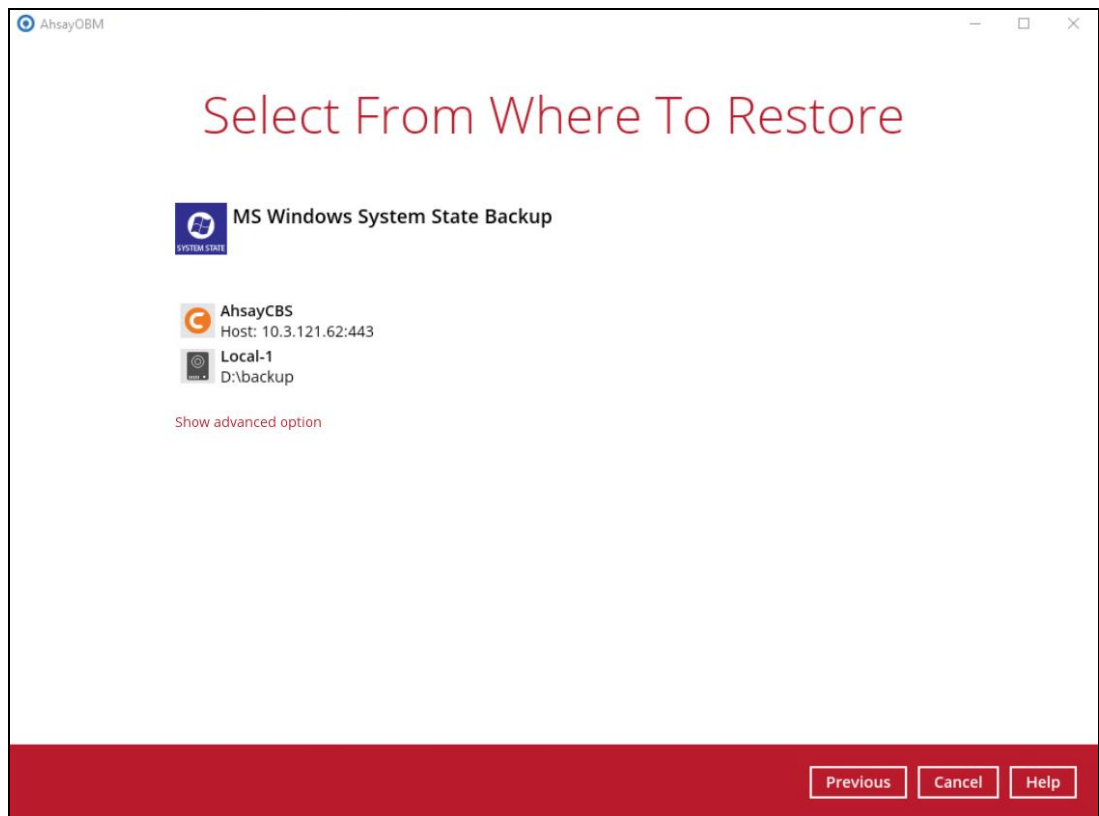 AhsayOBM
Select From Where To Restore
MS Windows System State Backup
SYSTEM STATE
AhsayCBS
Host: 10.3.121.62:443
Local-1
D:\backup
Show advanced option
Previous Cancel Help